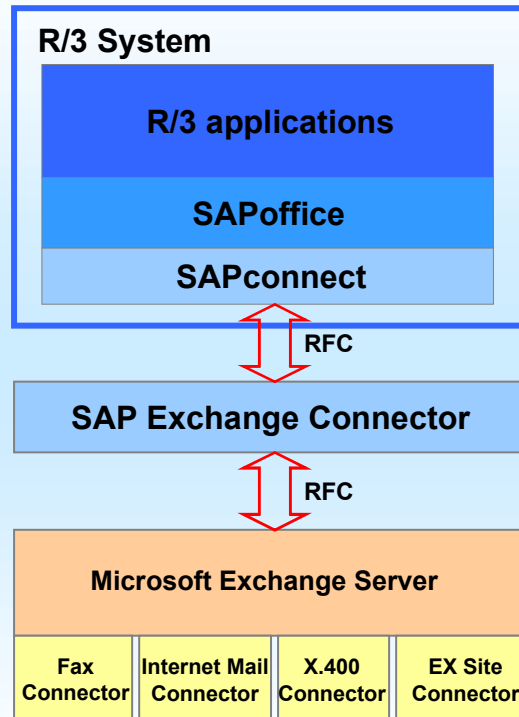 R/3 System
R/3 applications
SAPoffice
SAPconnect
RFC
SAP Exchange Connector
RFC
Microsoft Exchange Server
Fax
Connector
Internet Mail
Connector
X.400
Connector
EX Site
Connector